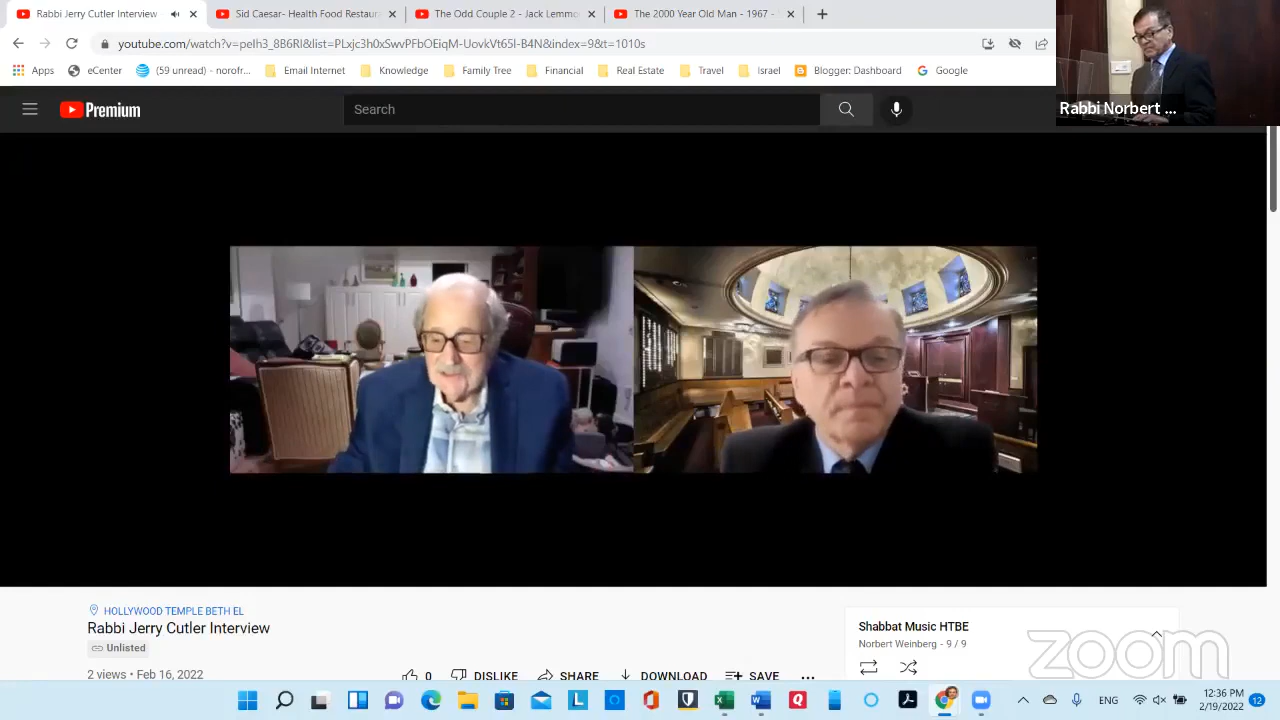 Rabbi Jerry Cutler Interview
Sid Caesar- Health Food Restaur
The Odd Couple 2 - Jack Lemmo
The 2000 Year Old Man - 1967 -
youtube.com/watch?v=peIh3_8B6RI&list=PLxjc3h0xSwvPFbOEiqM-UovkVt65l-B4N&index=9&t=1010s
Apps
eCenter
(59 unread) - norofr...
Email Internet
Knowledge
Family Tree
Financial
Real Estate
Travel
Israel
Blogger: Dashboard
Google
Rabbi Norbert ...
Premium
Search
HOLLYWOOD TEMPLE BETH EL
Rabbi Jerry Cutler Interview
Unlisted
2 views • Feb 16, 2022
0
DISLIKE
SHARE
DOWNLOAD
SAVE
Shabbat Music HTBE
Norbert Weinberg - 9 / 9
zoom
ENG
12:36 PM
2/19/2022
12